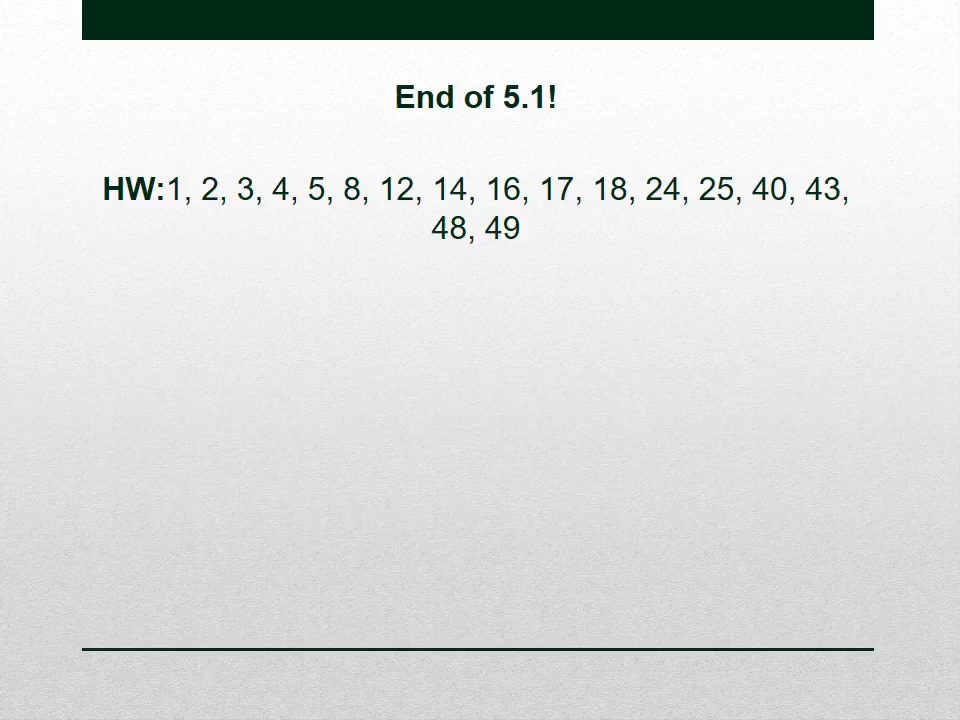 End of 5.1!
HW:1, 2, 3, 4, 5, 8, 12, 14, 16, 17, 18, 24, 25, 40, 43,
48, 49